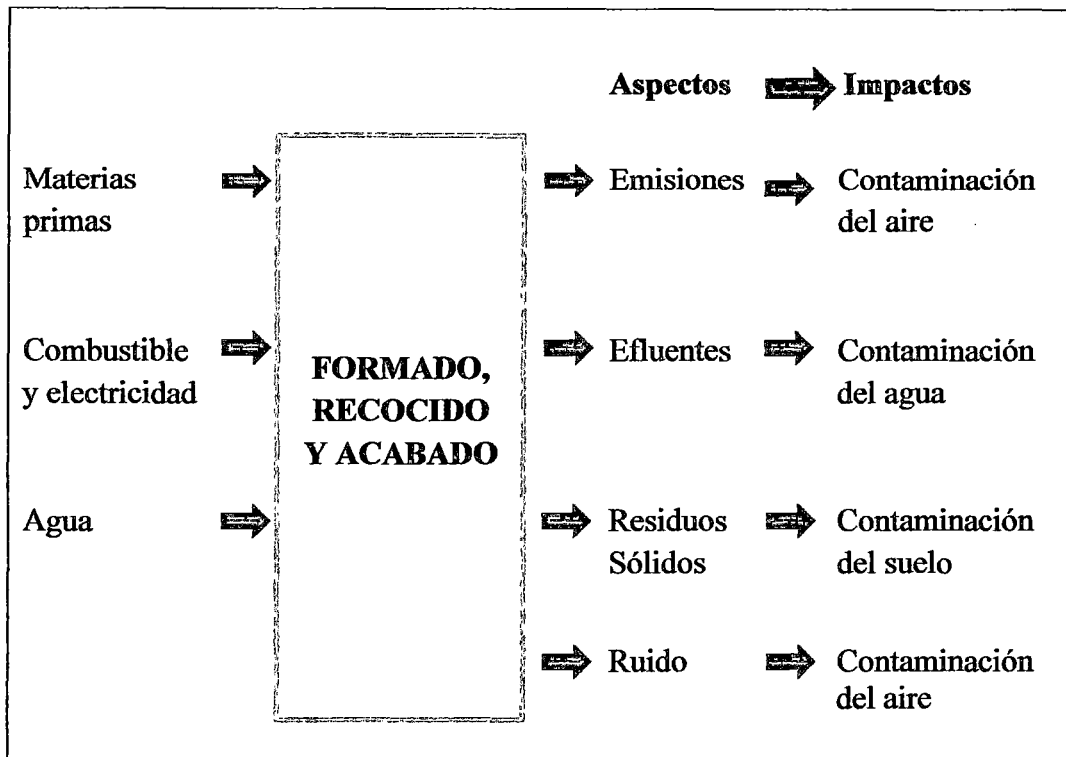 Aspectos Impactos
Materias
primas
Emisiones Contaminación
del aire
Combustible
y electricidad
FORMADO,
RECOCIDO
Y ACABADO
Efluentes Contaminación
del agua
Agua
Residuos
Sólidos
Contaminación
del suelo
Ruido Contaminación
del aire